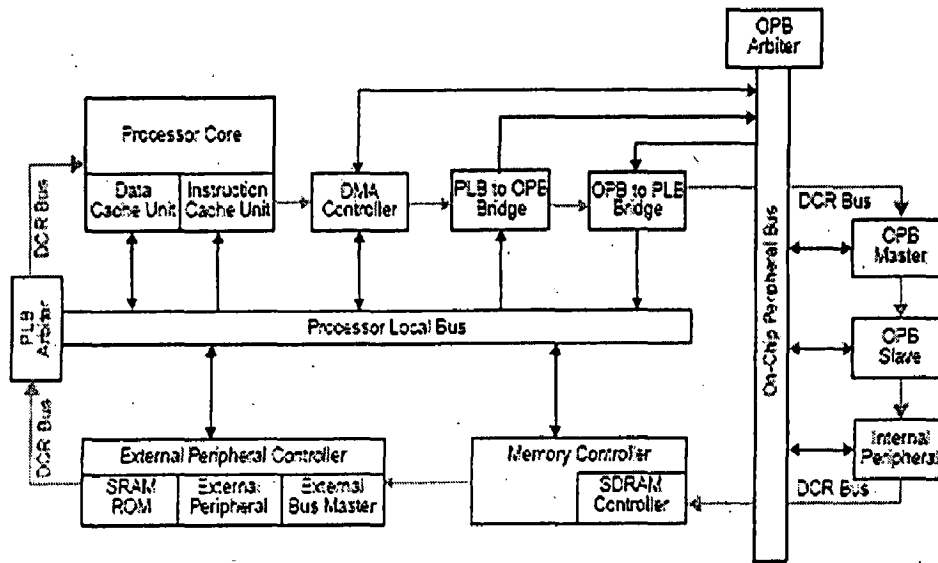 OPB
Arbiter
Processor Core
Data
Cache Unit
Instruction
Cache Unit
DMA
Controller
PLB to OPB
Bridge
OPB to PLB
Bridge
DCR Bus
DCR Bus
OPB
Master
PLB
Arbiter
Processor Local Bus
On-Chip Peripheral Bus
OPB
Slave
DCR Bus
External Peripheral Controller
SRAM
ROM
External
Peripheral
External
Bus Master
Memory Controller
SDRAM
Controller
Internal
Peripheral
DCR Bus